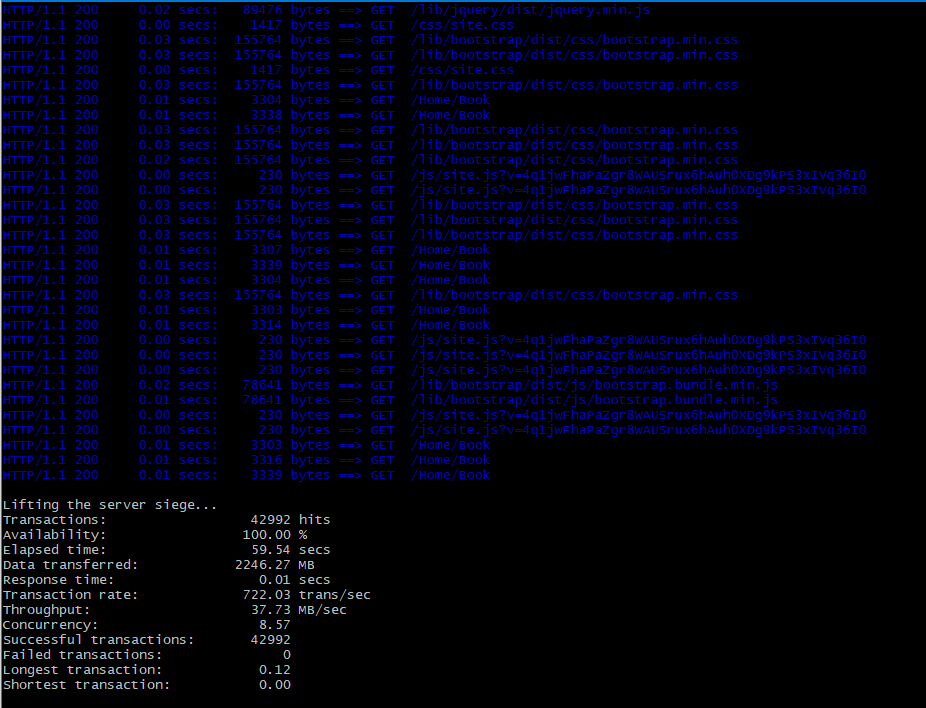 HTTP/1.1 200     0.02 secs:   89476 bytes ==> GET  /lib/jquery/dist/jquery.min.js
HTTP/1.1 200     0.00 secs:    1417 bytes ==> GET  /css/site.css
HTTP/1.1 200     0.03 secs:  155764 bytes ==> GET  /lib/bootstrap/dist/css/bootstrap.min.css
HTTP/1.1 200     0.03 secs:  155764 bytes ==> GET  /lib/bootstrap/dist/css/bootstrap.min.css
HTTP/1.1 200     0.00 secs:    1417 bytes ==> GET  /css/site.css
HTTP/1.1 200     0.03 secs:  155764 bytes ==> GET  /lib/bootstrap/dist/css/bootstrap.min.css
HTTP/1.1 200     0.01 secs:    3304 bytes ==> GET  /Home/Book
HTTP/1.1 200     0.01 secs:    3338 bytes ==> GET  /Home/Book
HTTP/1.1 200     0.03 secs:  155764 bytes ==> GET  /lib/bootstrap/dist/css/bootstrap.min.css
HTTP/1.1 200     0.03 secs:  155764 bytes ==> GET  /lib/bootstrap/dist/css/bootstrap.min.css
HTTP/1.1 200     0.02 secs:  155764 bytes ==> GET  /lib/bootstrap/dist/css/bootstrap.min.css
HTTP/1.1 200     0.00 secs:     230 bytes ==> GET  /js/site.js?v=4q1jwFhaPaZgr8WAUSrux6hAuh0XDg9kPS3xIVq36I0
HTTP/1.1 200     0.00 secs:     230 bytes ==> GET  /js/site.js?v=4q1jwFhaPaZgr8WAUSrux6hAuh0XDg9kPS3xIVq36I0
HTTP/1.1 200     0.03 secs:  155764 bytes ==> GET  /lib/bootstrap/dist/css/bootstrap.min.css
HTTP/1.1 200     0.03 secs:  155764 bytes ==> GET  /lib/bootstrap/dist/css/bootstrap.min.css
HTTP/1.1 200     0.03 secs:  155764 bytes ==> GET  /lib/bootstrap/dist/css/bootstrap.min.css
HTTP/1.1 200     0.01 secs:    3307 bytes ==> GET  /Home/Book
HTTP/1.1 200     0.01 secs:    3339 bytes ==> GET  /Home/Book
HTTP/1.1 200     0.01 secs:    3304 bytes ==> GET  /Home/Book
HTTP/1.1 200     0.03 secs:  155764 bytes ==> GET  /lib/bootstrap/dist/css/bootstrap.min.css
HTTP/1.1 200     0.01 secs:    3303 bytes ==> GET  /Home/Book
HTTP/1.1 200     0.01 secs:    3314 bytes ==> GET  /Home/Book
HTTP/1.1 200     0.00 secs:     230 bytes ==> GET  /js/site.js?v=4q1jwFhaPaZgr8WAUSrux6hAuh0XDg9kPS3xIVq36I0
HTTP/1.1 200     0.00 secs:     230 bytes ==> GET  /js/site.js?v=4q1jwFhaPaZgr8WAUSrux6hAuh0XDg9kPS3xIVq36I0
HTTP/1.1 200     0.00 secs:     230 bytes ==> GET  /js/site.js?v=4q1jwFhaPaZgr8WAUSrux6hAuh0XDg9kPS3xIVq36I0
HTTP/1.1 200     0.02 secs:   78641 bytes ==> GET  /lib/bootstrap/dist/js/bootstrap.bundle.min.js
HTTP/1.1 200     0.01 secs:   78641 bytes ==> GET  /lib/bootstrap/dist/js/bootstrap.bundle.min.js
HTTP/1.1 200     0.00 secs:     230 bytes ==> GET  /js/site.js?v=4q1jwFhaPaZgr8WAUSrux6hAuh0XDg9kPS3xIVq36I0
HTTP/1.1 200     0.00 secs:     230 bytes ==> GET  /js/site.js?v=4q1jwFhaPaZgr8WAUSrux6hAuh0XDg9kPS3xIVq36I0
HTTP/1.1 200     0.01 secs:    3303 bytes ==> GET  /Home/Book
HTTP/1.1 200     0.01 secs:    3316 bytes ==> GET  /Home/Book
HTTP/1.1 200     0.01 secs:    3339 bytes ==> GET  /Home/Book
Lifting the server siege...
Transactions:                  42992 hits
Availability:                 100.00 %
Elapsed time:                  59.54 secs
Data transferred:            2246.27 MB
Response time:                  0.01 secs
Transaction rate:             722.03 trans/sec
Throughput:                    37.73 MB/sec
Concurrency:                    8.57
Successful transactions:       42992
Failed transactions:               0
Longest transaction:            0.12
Shortest transaction:           0.00